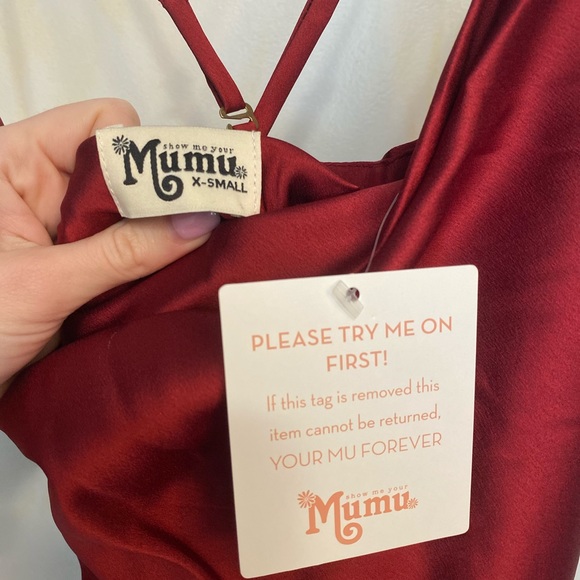 show me your
Mumu
X-SMALL
PLEASE TRY ME ON
FIRST!
If this tag is removed this
item cannot be returned,
YOUR MU FOREVER
show me your
Mumu